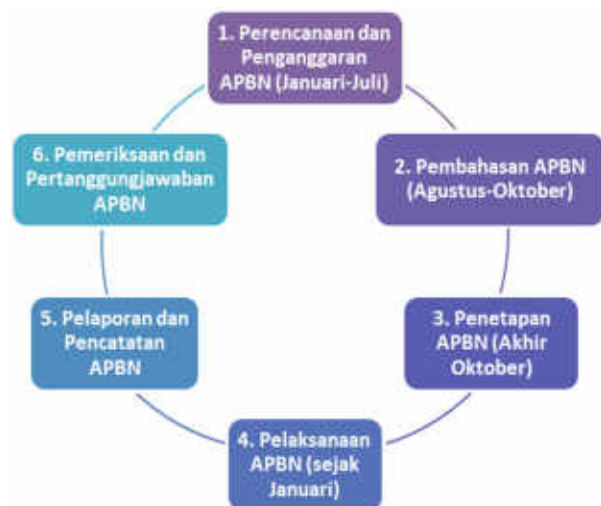 1. Perencanaan dan
Penganggaran
APBN (Januari-Juli)
2. Pembahasan APBN
(Agustus-Oktober)
3. Penetapan
APBN (Akhir
Oktober)
4. Pelaksanaan
APBN (sejak
Januari)
5. Pelaporan dan
Pencatatan
APBN
6. Pemeriksaan dan
Pertanggungjawaban
APBN